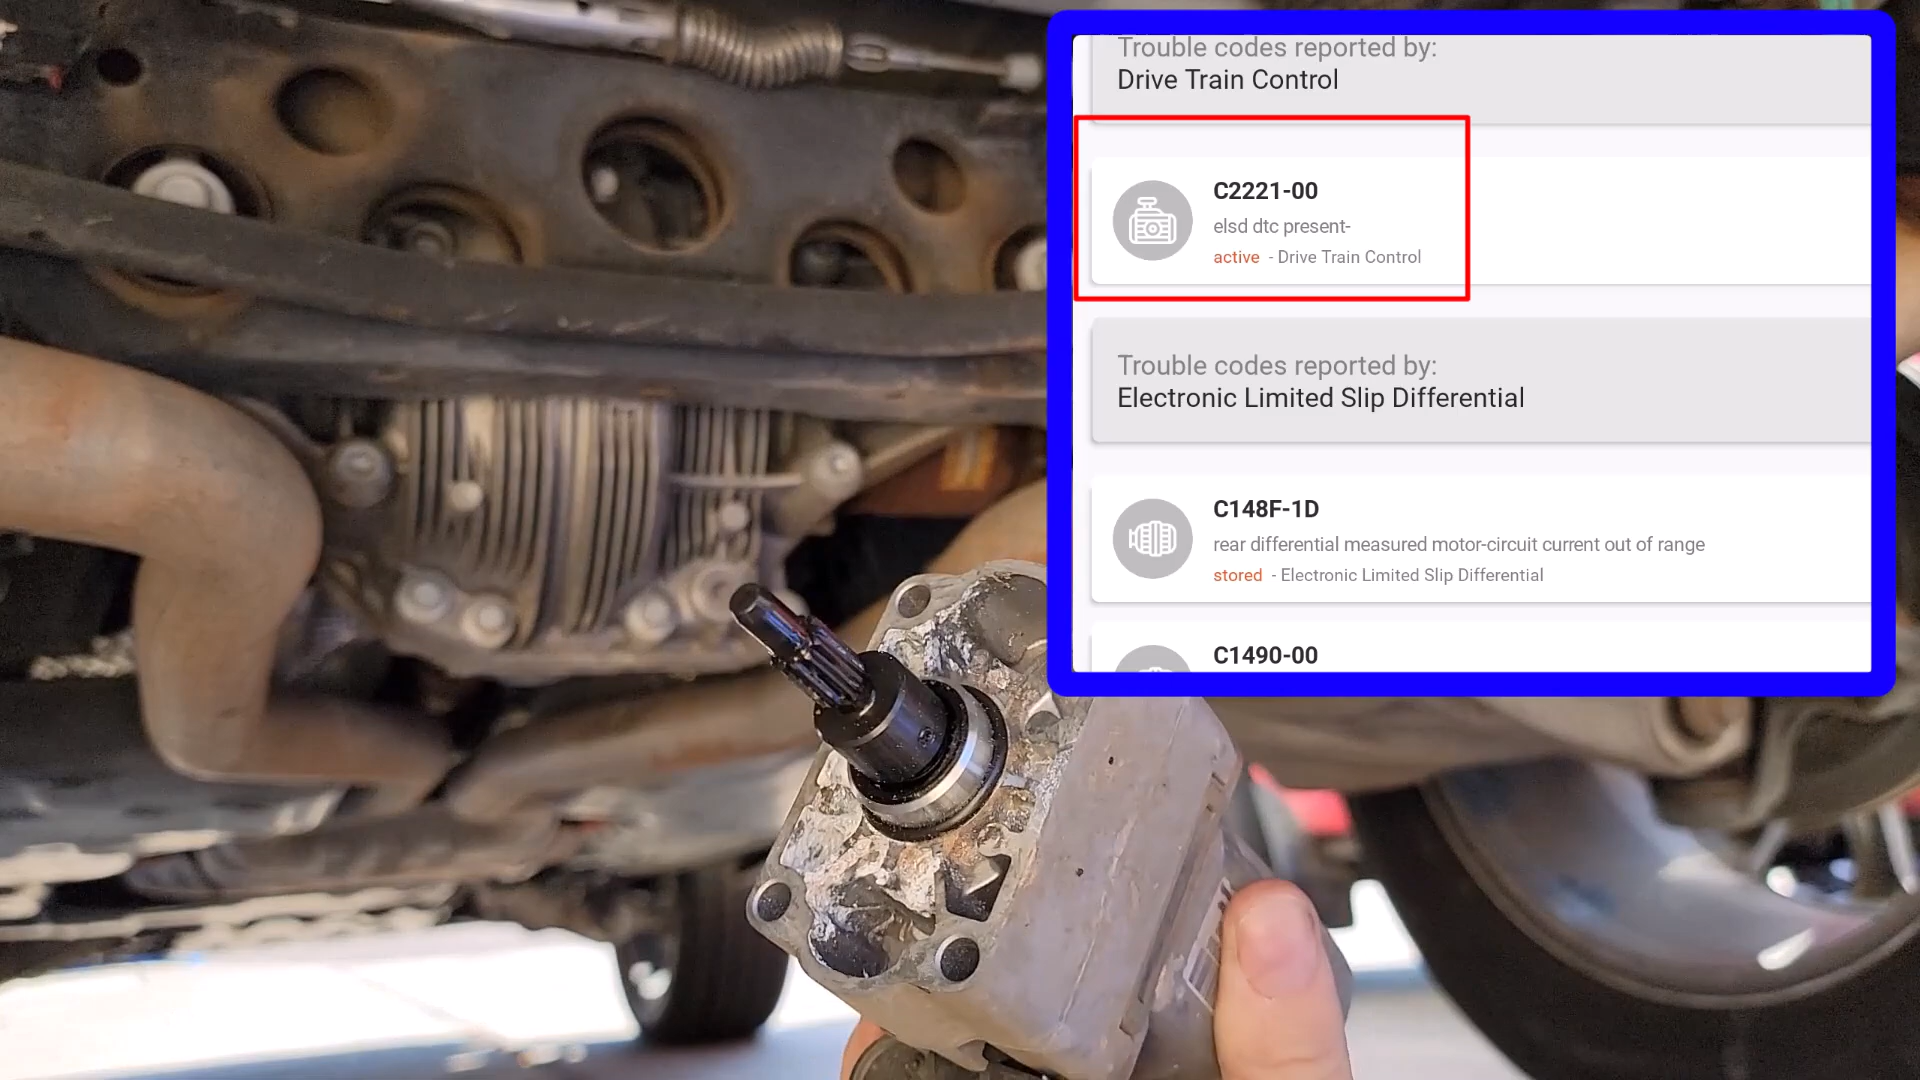 Trouble codes reported by:
Drive Train Control
C2221-00
elsd dtc present-
active - Drive Train Control
Trouble codes reported by:
Electronic Limited Slip Differential
C148F-1D
rear differential measured motor-circuit current out of range
stored - Electronic Limited Slip Differential
C1490-00